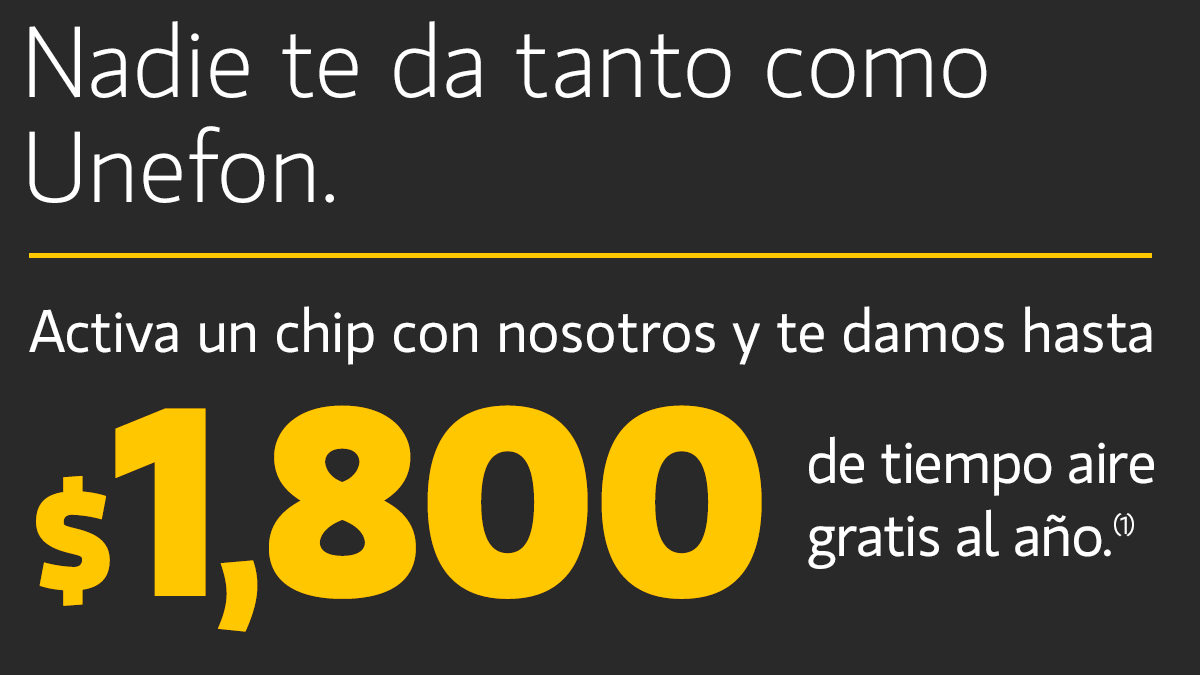 Nadie te da tanto como
Unefon.
Activa un chip con nosotros y te damos hasta
$1,800
de tiempo aire
gratis al año.(1)